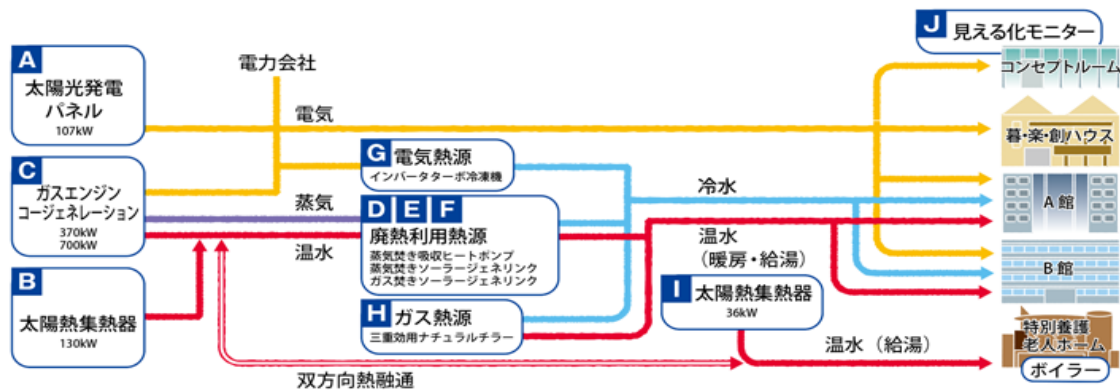 A
太陽光発電
パネル
107kW
電力会社
電気
C
ガスエンジン
コージェネレーション
370kW
700kW
蒸気
温水
B
太陽熱集熱器
130kW
G 電気熱源
インバータターボ冷凍機
D E F
廃熱利用熱源
蒸気焚き吸収ヒートポンプ
蒸気焚きソーラージェネリンク
ガス焚きソーラージェネリンク
H ガス熱源
三重効用ナチュラルチラー
双方向熱融通
冷水
温水
（暖房・給湯）
I 太陽熱集熱器
36kW
温水（給湯）
J 見える化モニター
コンセプトルーム
暮・楽・創ハウス
A館
B館
特別養護
老人ホーム
ボイラー